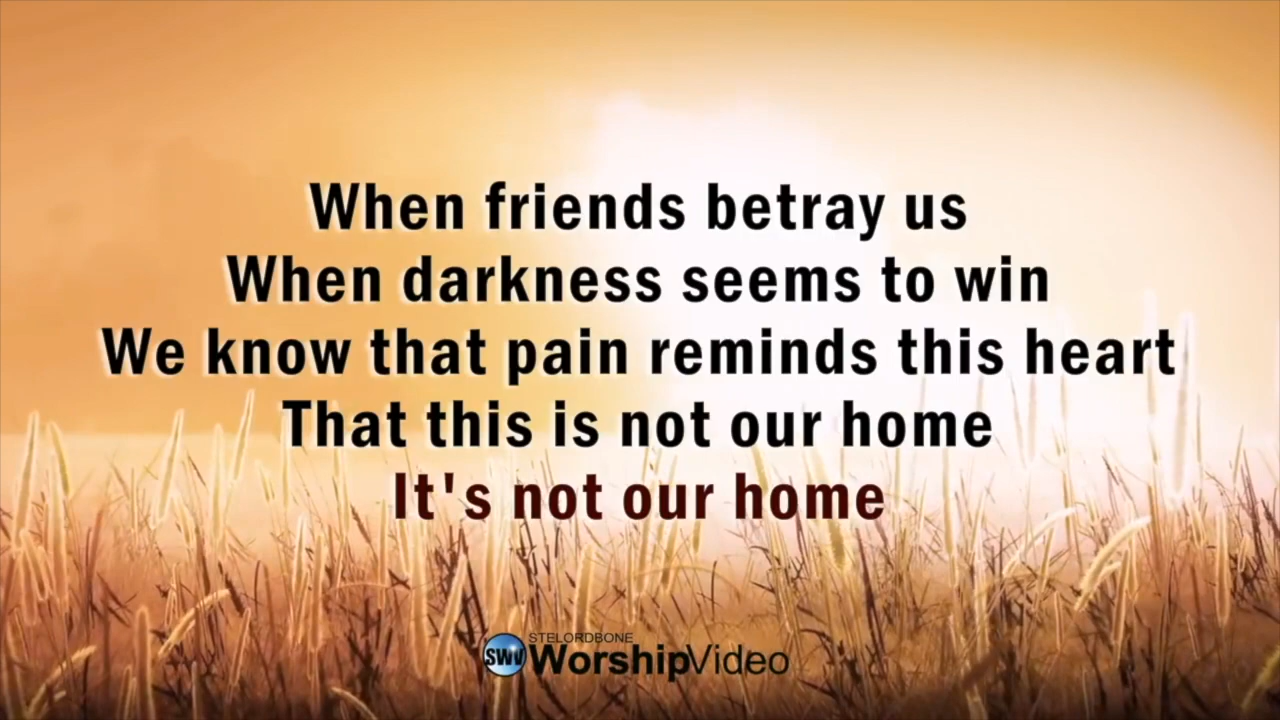 When friends betray us
When darkness seems to win
We know that pain reminds this heart
That this is not our home
It's not our home
STELORDBONE
SWV WorshipVideo